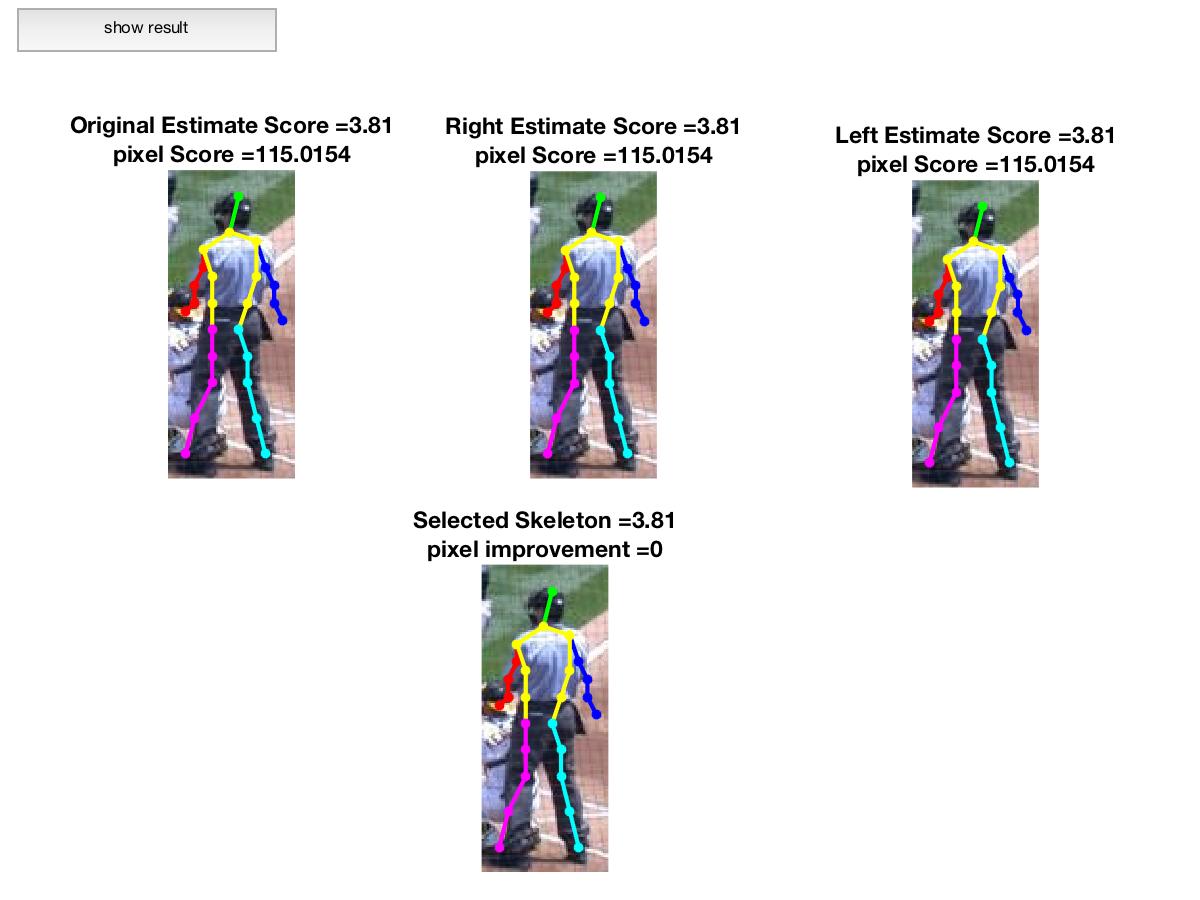 show result
Original Estimate Score =3.81
pixel Score =115.0154
Right Estimate Score =3.81
pixel Score =115.0154
Left Estimate Score =3.81
pixel Score =115.0154
Selected Skeleton =3.81
pixel improvement =0